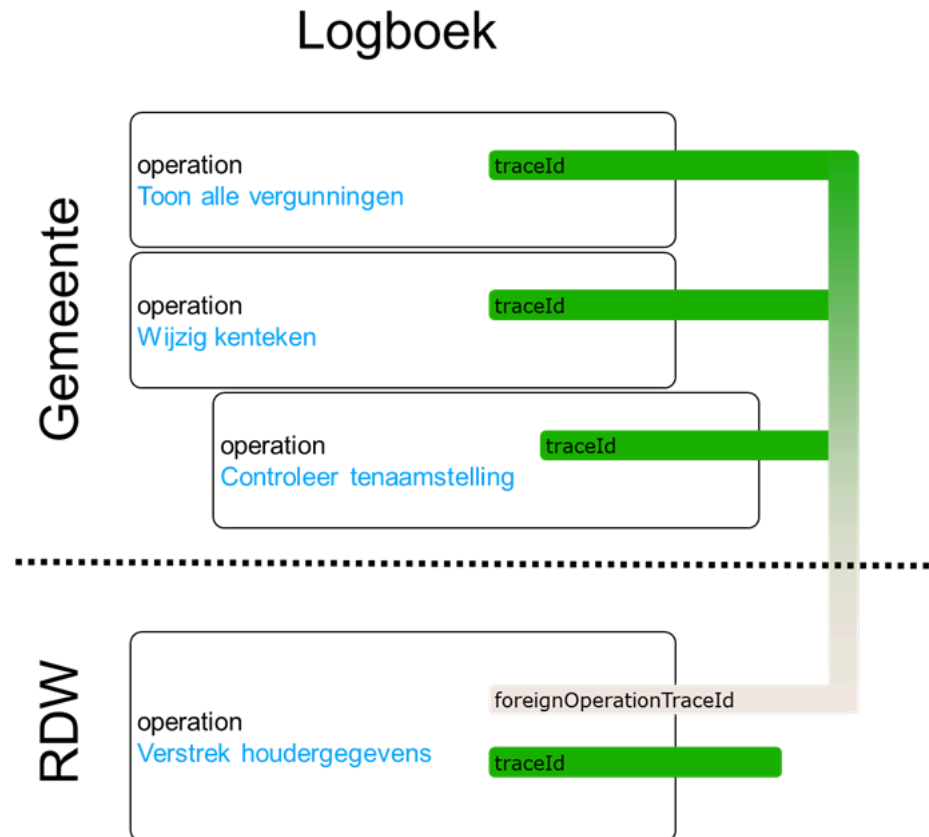 Logboek
Gemeente
operation
traceId
Toon alle vergunningen
operation
traceId
Wijzig kenteken
operation
traceId
Controleer tenaamstelling
RDW
foreignOperationTraceId
operation
Verstrek houdergegevens
traceId